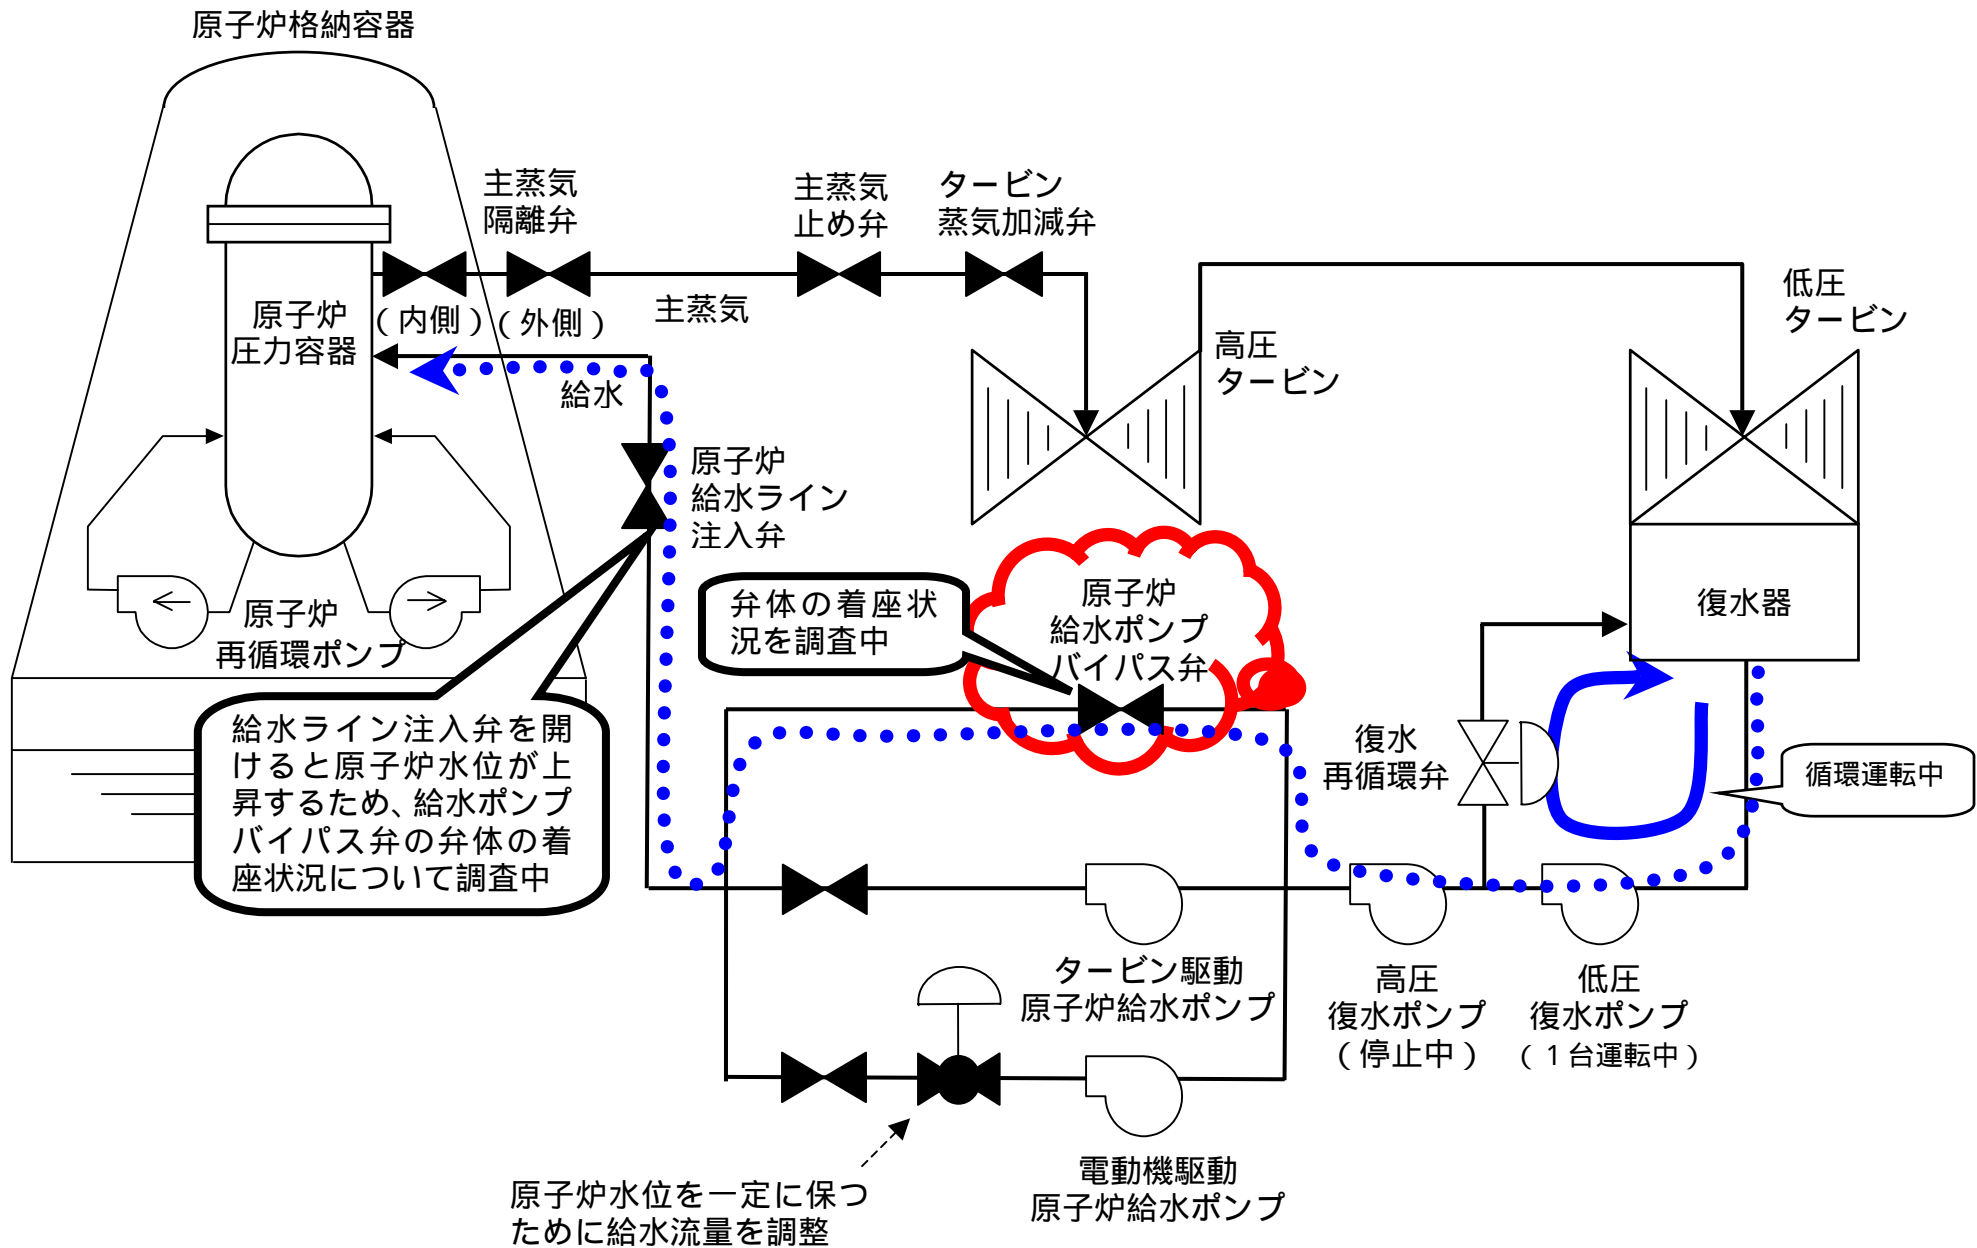 原子炉格納容器
主蒸気
隔離弁
主蒸気
止め弁
タービン
蒸気加減弁
原子炉
圧力容器
（内側）
（外側）
主蒸気
給水
高圧
タービン
低圧
タービン
原子炉
給水ライン
注入弁
原子炉
再循環ポンプ
弁体の着座状
況を調査中
原子炉
給水ポンプ
バイパス弁
復水器
復水
再循環弁
循環運転中
給水ライン注入弁を開
けると原子炉水位が上
昇するため、給水ポンプ
バイパス弁の弁体の着
座状況について調査中
タービン駆動
原子炉給水ポンプ
高圧
復水ポンプ
（停止中）
低圧
復水ポンプ
（１台運転中）
電動機駆動
原子炉給水ポンプ
原子炉水位を一定に保つ
ために給水流量を調整